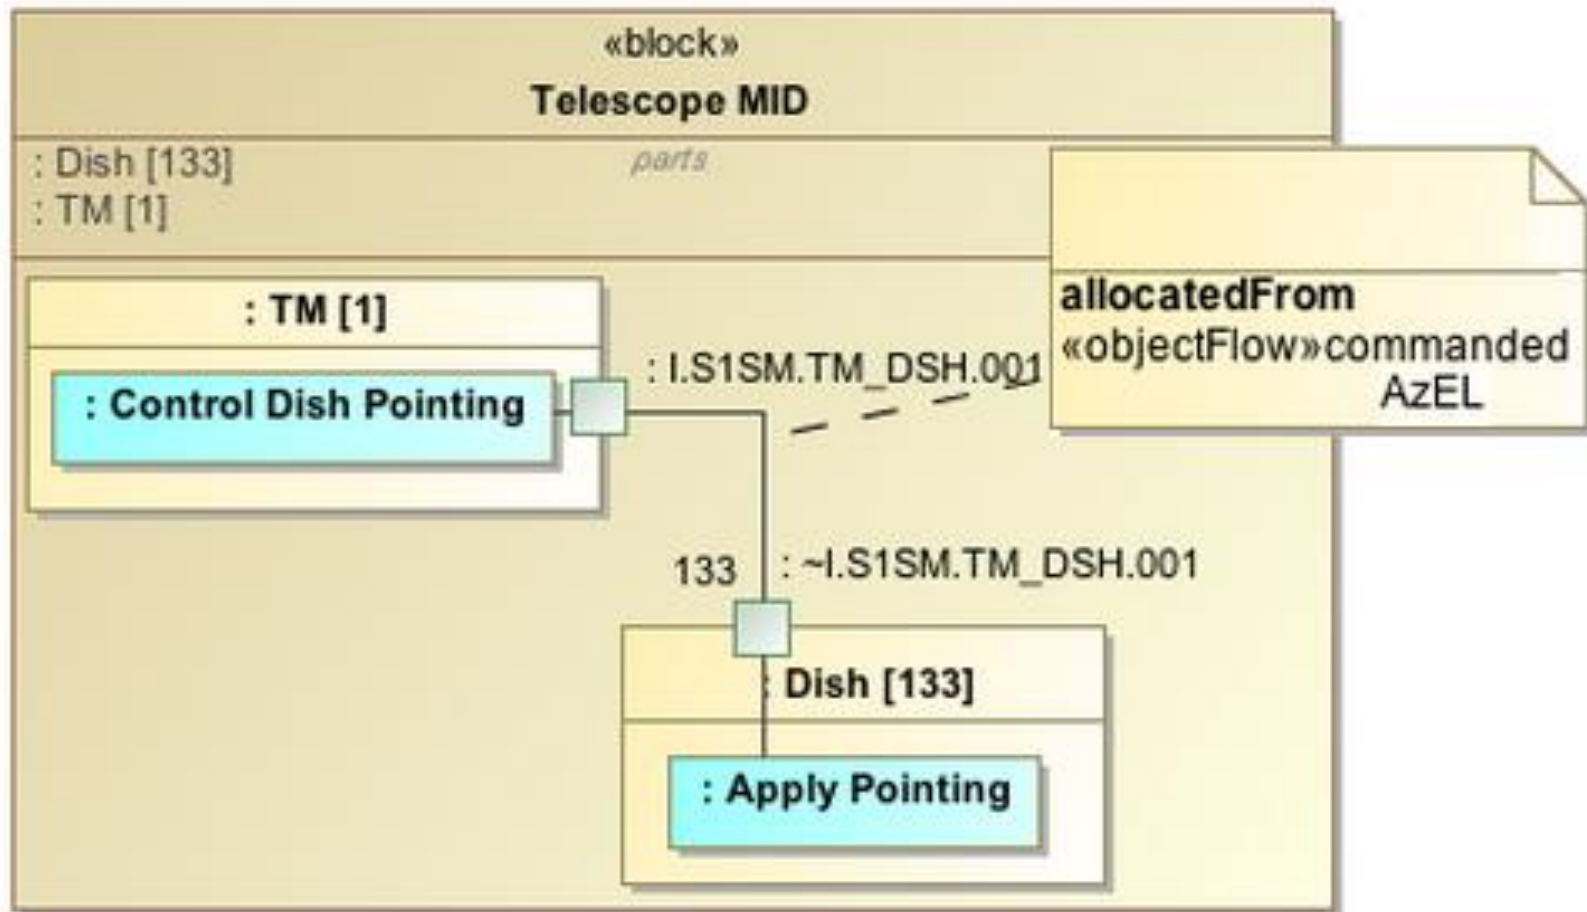 «block»
Telescope MID
parts
: Dish [133]
: TM [1]
allocatedFrom
«objectFlow»commanded
AzEL
: TM [1]
: Control Dish Pointing
: I.S1SM.TM_DSH.001
133
: ~I.S1SM.TM_DSH.001
: Dish [133]
: Apply Pointing